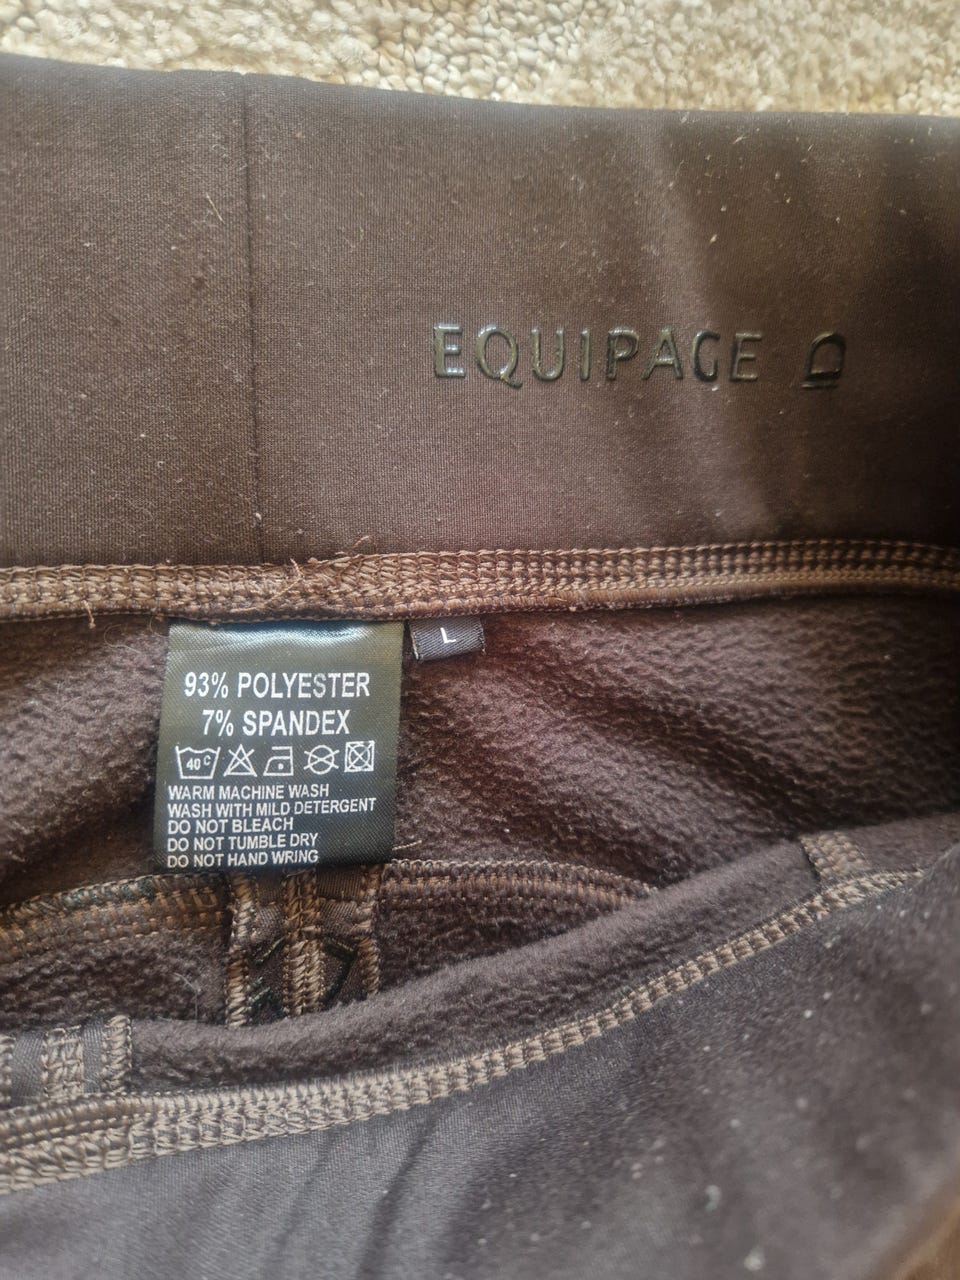 EQUIPAGE
L
93% POLYESTER
7% SPANDEX
40°C
WARM MACHINE WASH
WASH WITH MILD DETERGENT
DO NOT BLEACH
DO NOT TUMBLE DRY
DO NOT HAND WRING